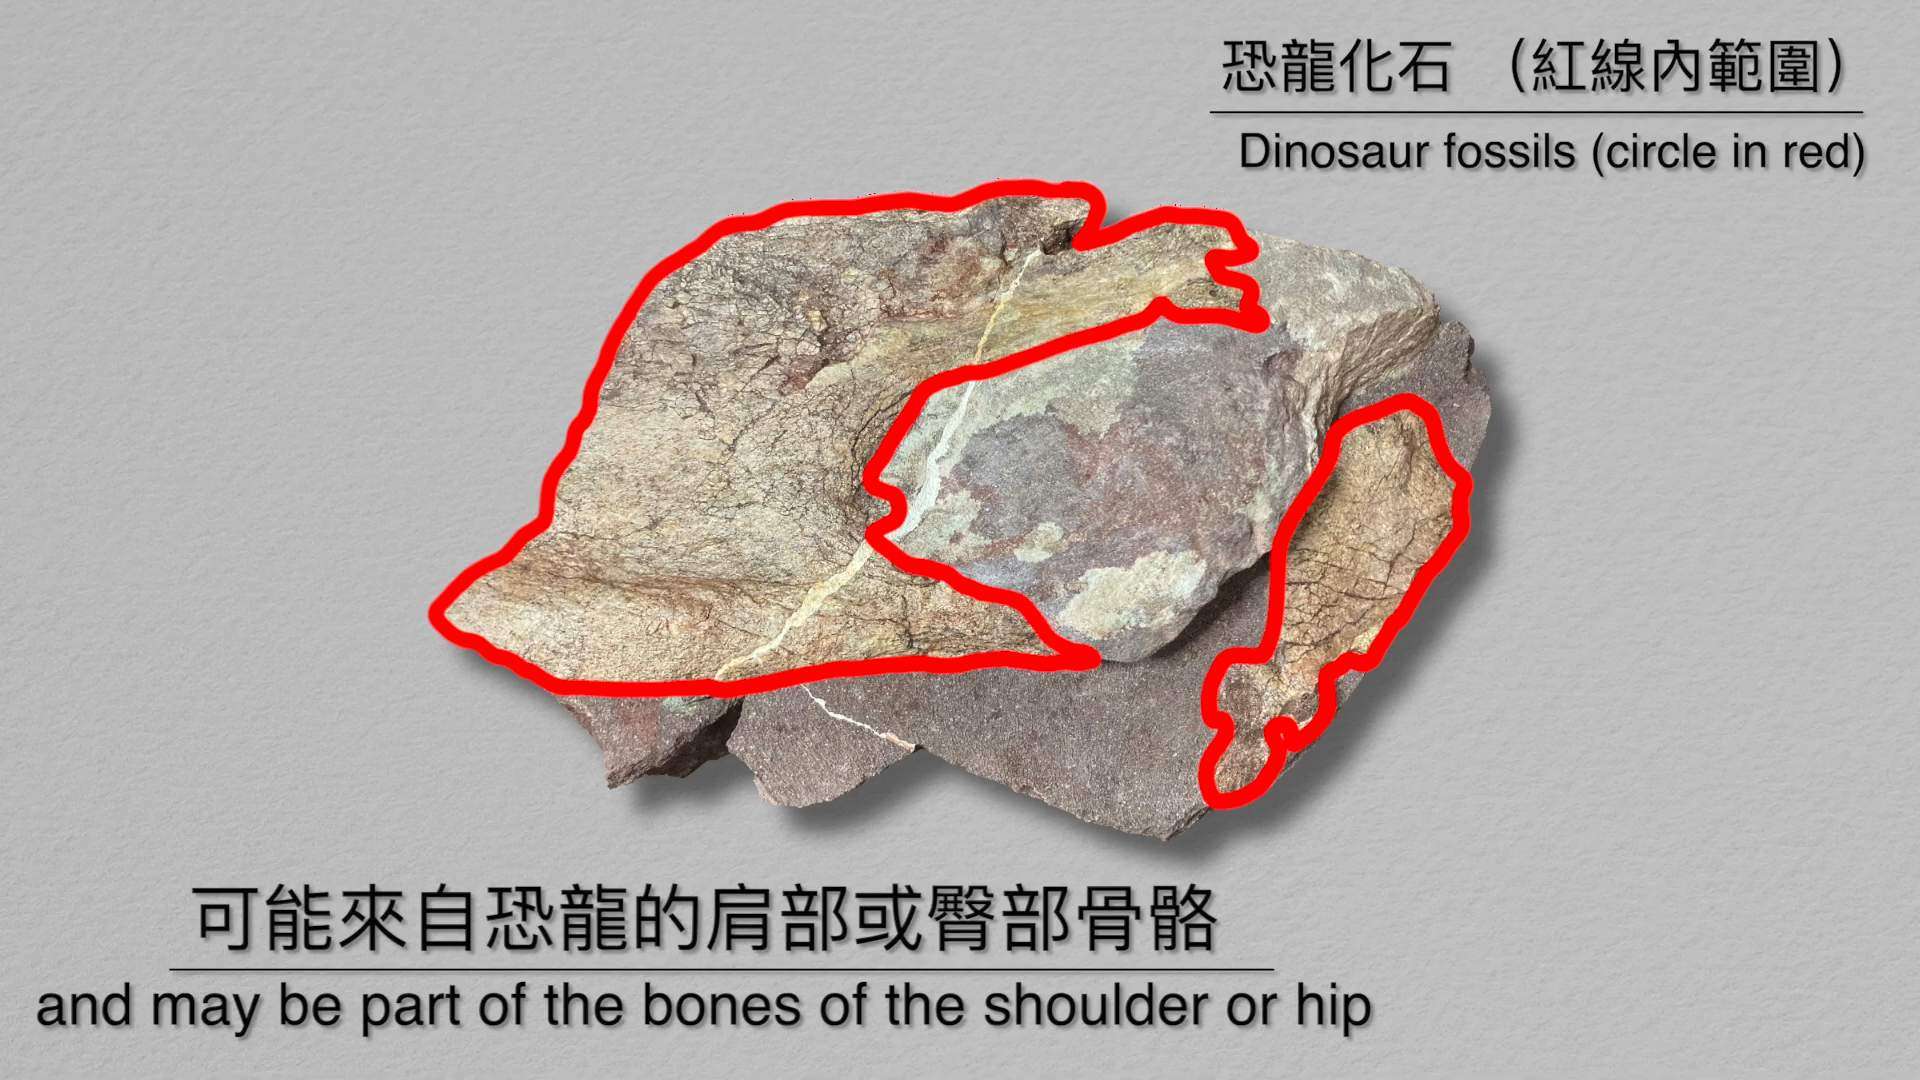 恐龍化石 （紅線內範圍）
Dinosaur fossils (circle in red)
可能來自恐龍的肩部或臀部骨骼
and may be part of the bones of the shoulder or hip